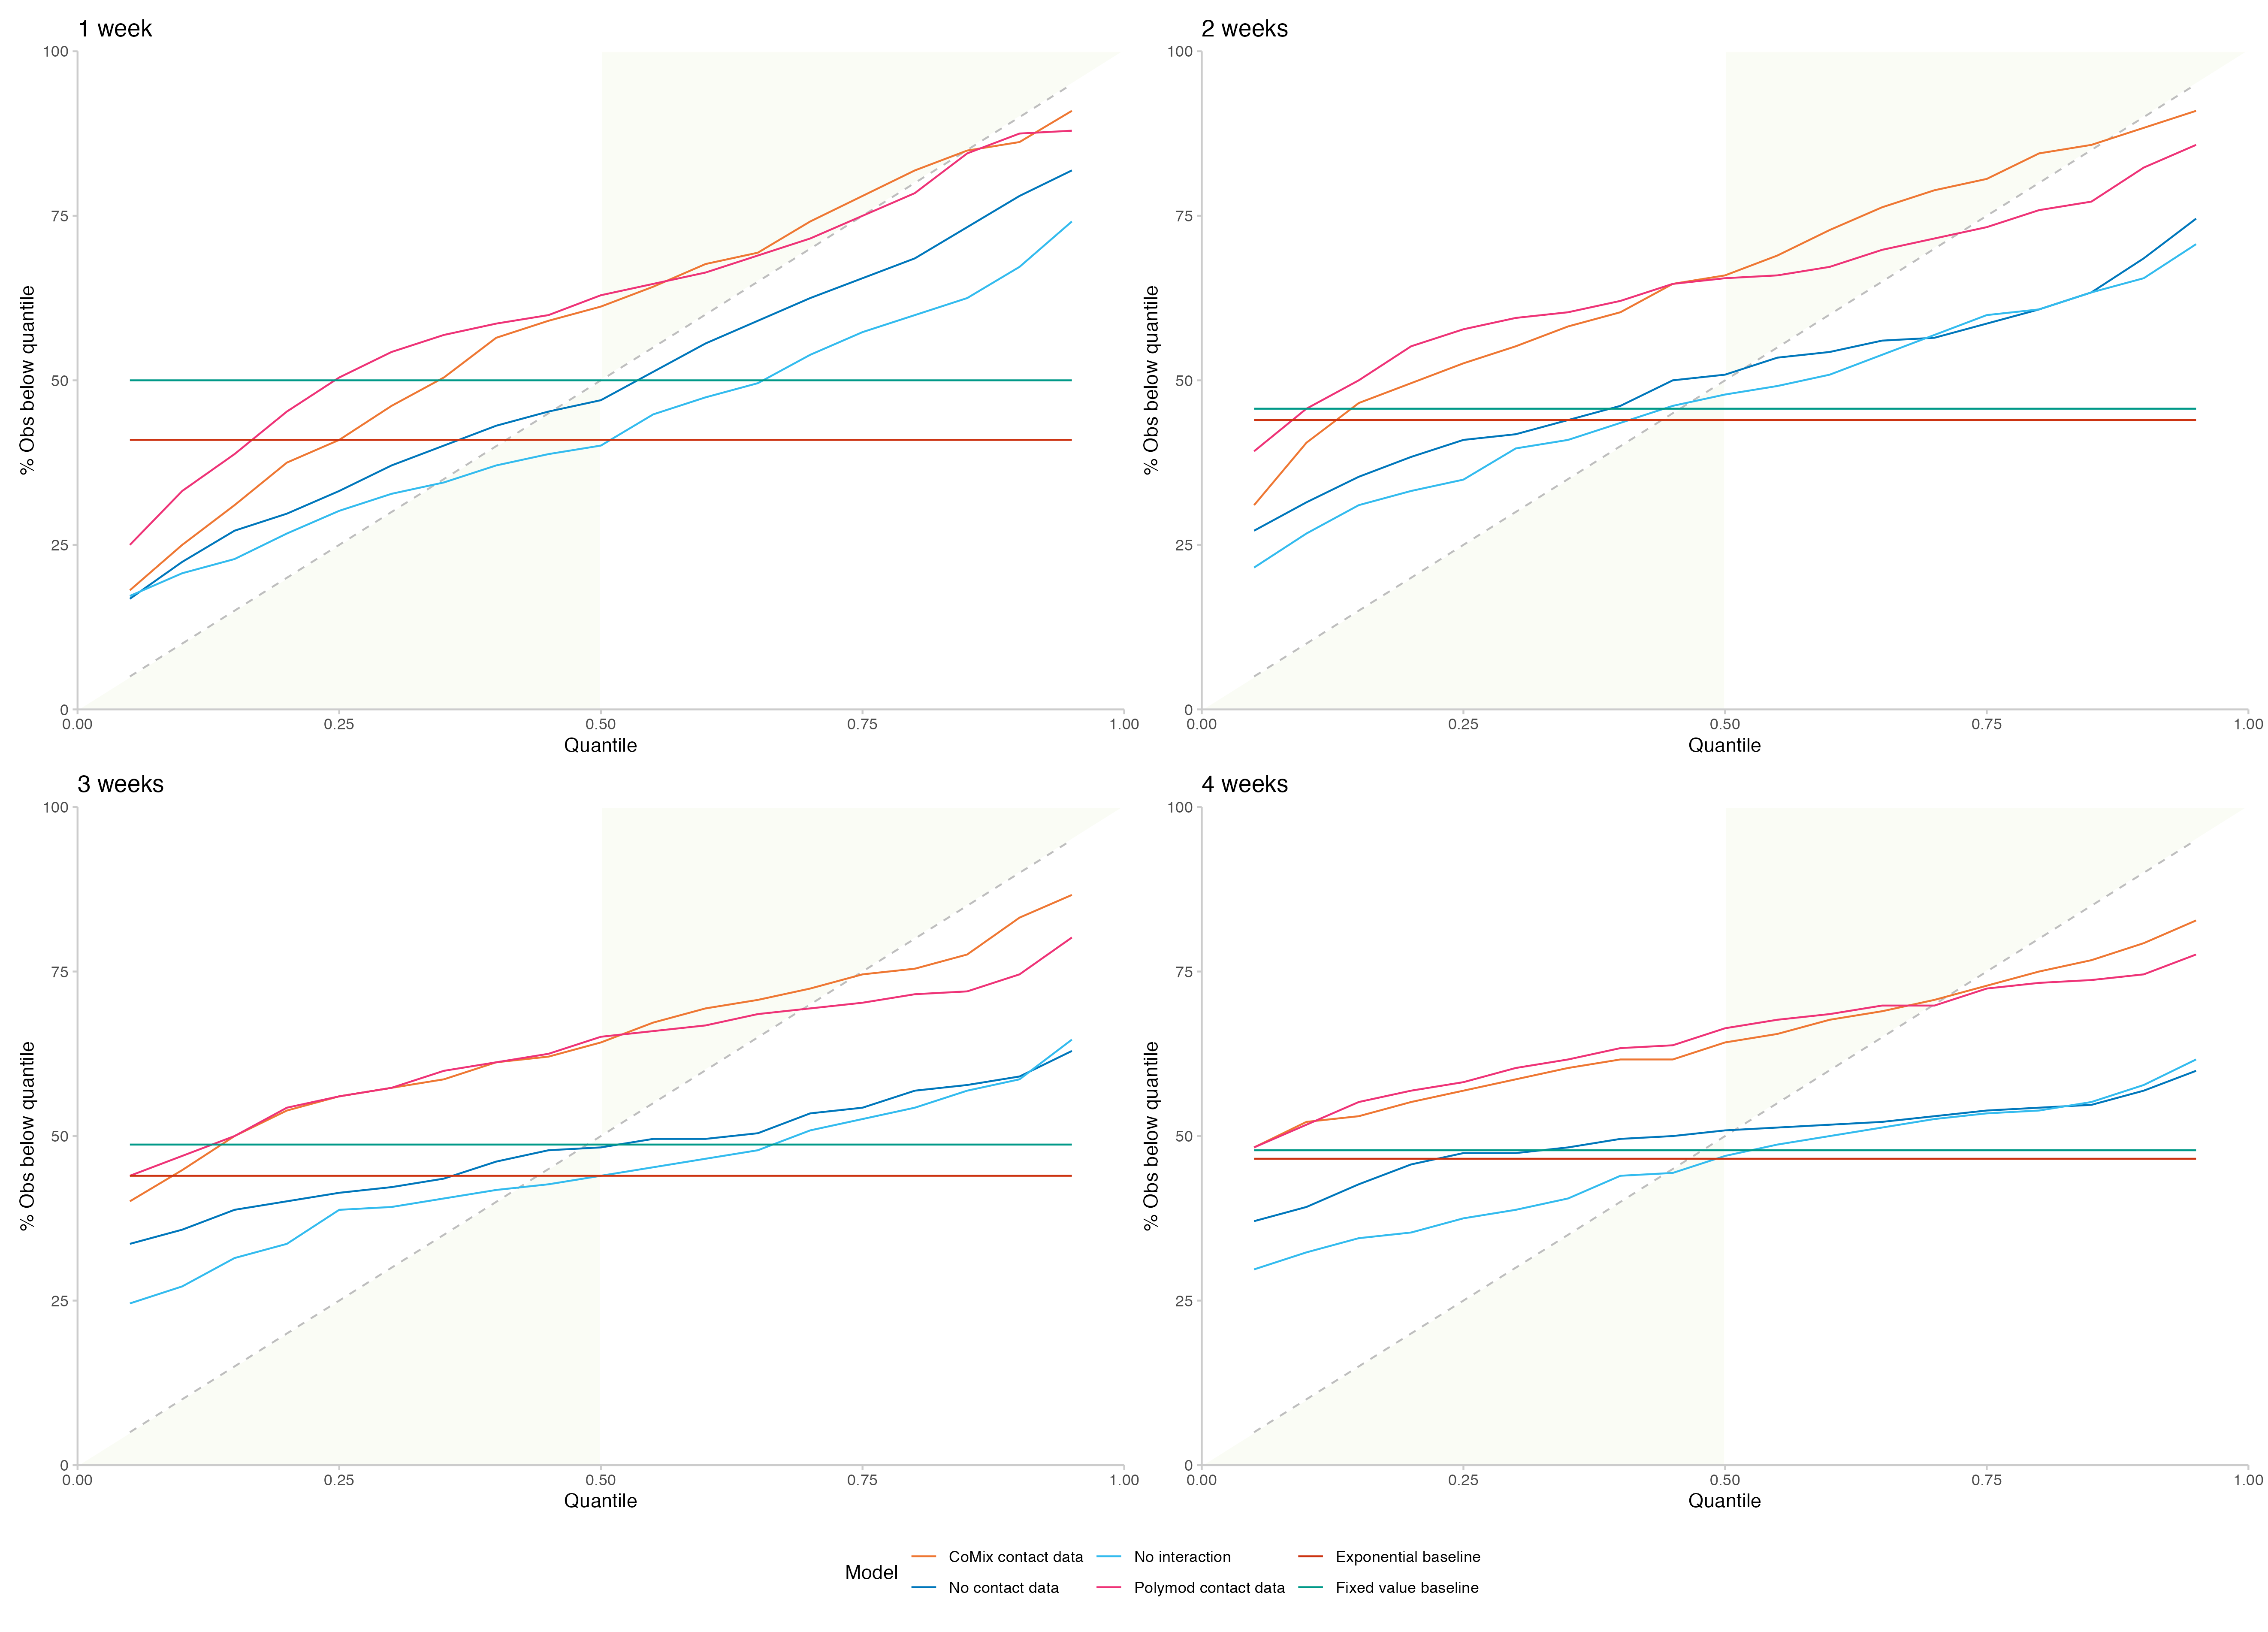 1 week
100
75
50
25
0
% Obs below quantile
0.00 0.25 0.50 0.75 1.00
Quantile
2 weeks
100
75
50
25
0
% Obs below quantile
0.00 0.25 0.50 0.75 1.00
Quantile
3 weeks
100
75
50
25
0
% Obs below quantile
0.00 0.25 0.50 0.75 1.00
Quantile
4 weeks
100
75
50
25
0
% Obs below quantile
0.00 0.25 0.50 0.75 1.00
Quantile
Model
CoMix contact data No interaction Exponential baseline
No contact data Polymod contact data Fixed value baseline